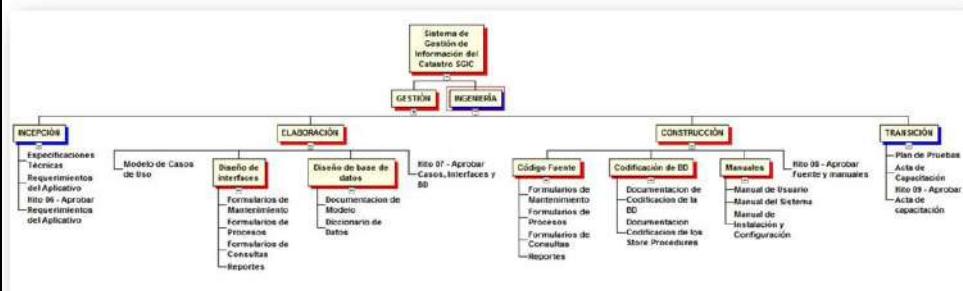 Sistema de
Gestión de
Información del
Catastro SGIC
GESTIÓN
INGENIERÍA
INCEPCIÓN
Especificaciones
Técnicas
Requerimientos
del Aplicativo
Hito 06 - Aprobar
Requerimientos
del Aplicativo
ELABORACIÓN
Modelo de Casos
de Uso
Diseño de
interfaces
Formularios de
Mantenimiento
Formularios de
Procesos
Formularios de
Consultas
Reportes
Diseño de base de
datos
Documentacion de
Modelo
Diccionario de
Datos
Hito 07 - Aprobar
Casos, Interfaces y
BD
CONSTRUCCIÓN
Código Fuente
Formularios de
Mantenimiento
Formularios de
Procesos
Formularios de
Consultas
Reportes
Codificación de BD
Documentacion de
Codificacion de la
BD
Documentacion
Codificacion de los
Store Procedures
Manuales
Manual de Usuario
Manual del Sistema
Manual de
Instalación y
Configuración
Hito 08 - Aprobar
Fuente y manuales
TRANSICIÓN
Plan de Pruebas
Acta de
Capacitación
Hito 09 - Aprobar
Acta de
capacitación